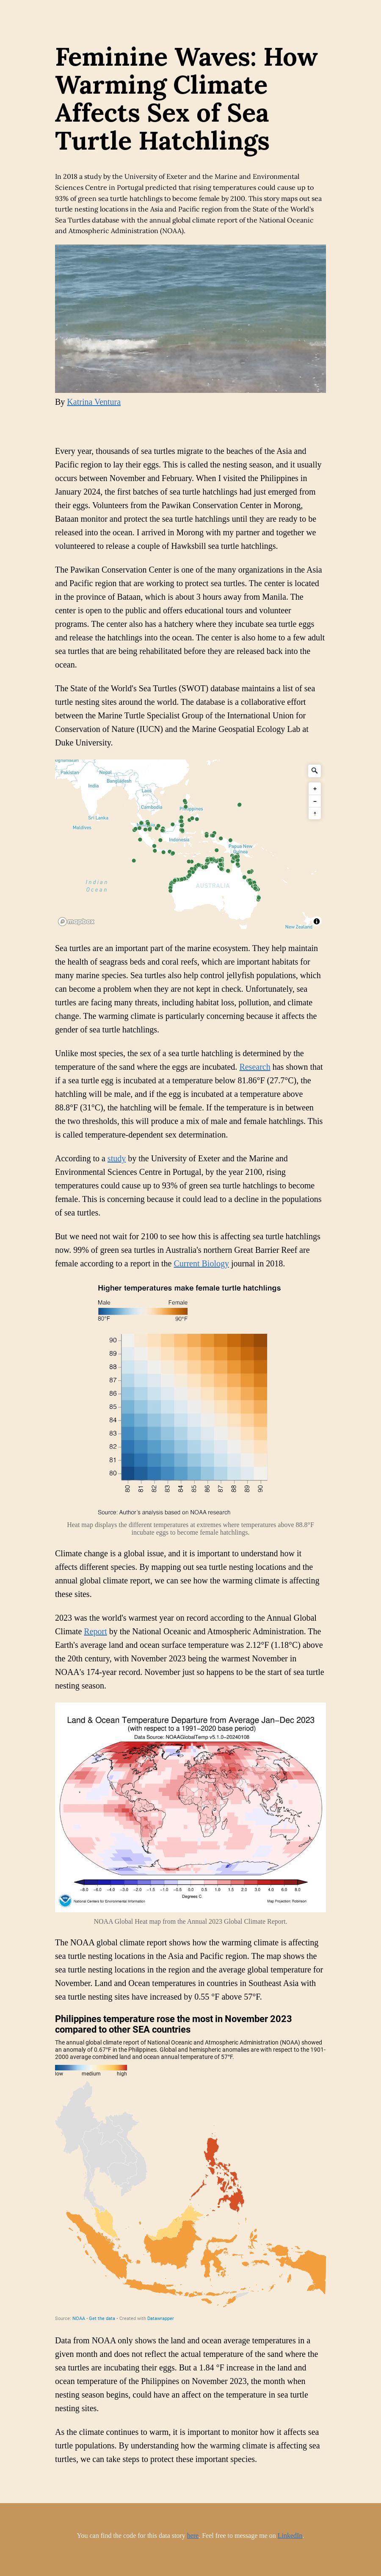 Feminine Waves: How
Warming Climate
Affects Sex of Sea
Turtle Hatchlings
In 2018 a study by the University of Exeter and the Marine and Environmental
Sciences Centre in Portugal predicted that rising temperatures could cause up to
93% of green sea turtle hatchlings to become female by 2100. This story maps out sea
turtle nesting locations in the Asia and Pacific region from the State of the World's
Sea Turtles database with the annual global climate report of the National Oceanic
and Atmospheric Administration (NOAA).
By Katrina Ventura
Every year, thousands of sea turtles migrate to the beaches of the Asia and
Pacific region to lay their eggs. This is called the nesting season, and it usually
occurs between November and February. When I visited the Philippines in
January 2024, the first batches of sea turtle hatchlings had just emerged from
their eggs. Volunteers from the Pawikan Conservation Center in Morong,
Bataan monitor and protect the sea turtle hatchlings until they are ready to be
released into the ocean. I arrived in Morong with my partner and together we
volunteered to release a couple of Hawksbill sea turtle hatchlings.
The Pawikan Conservation Center is one of the many organizations in the Asia
and Pacific region that are working to protect sea turtles. The center is located
in the province of Bataan, which is about 3 hours away from Manila. The
center is open to the public and offers educational tours and volunteer
programs. The center also has a hatchery where they incubate sea turtle eggs
and release the hatchlings into the ocean. The center is also home to a few adult
sea turtles that are being rehabilitated before they are released back into the
ocean.
The State of the World's Sea Turtles (SWOT) database maintains a list of sea
turtle nesting sites around the world. The database is a collaborative effort
between the Marine Turtle Specialist Group of the International Union for
Conservation of Nature (IUCN) and the Marine Geospatial Ecology Lab at
Duke University.
Pakistan
Nepal
Bangladesh
India
Laos
Cambodia
Philippines
Sri Lanka
Maldives
Indonesia
Papua New
Guinea
Indian
Ocean
AUSTRALIA
New Zealand
mapbox
Sea turtles are an important part of the marine ecosystem. They help maintain
the health of seagrass beds and coral reefs, which are important habitats for
many marine species. Sea turtles also help control jellyfish populations, which
can become a problem when they are not kept in check. Unfortunately, sea
turtles are facing many threats, including habitat loss, pollution, and climate
change. The warming climate is particularly concerning because it affects the
gender of sea turtle hatchlings.
Unlike most species, the sex of a sea turtle hatchling is determined by the
temperature of the sand where the eggs are incubated. Research has shown that
if a sea turtle egg is incubated at a temperature below 81.86°F (27.7°C), the
hatchling will be male, and if the egg is incubated at a temperature above
88.8°F (31°C), the hatchling will be female. If the temperature is in between
the two thresholds, this will produce a mix of male and female hatchlings. This
is called temperature-dependent sex determination.
According to a study by the University of Exeter and the Marine and
Environmental Sciences Centre in Portugal, by the year 2100, rising
temperatures could cause up to 93% of green sea turtle hatchlings to become
female. This is concerning because it could lead to a decline in the populations
of sea turtles.
But we need not wait for 2100 to see how this is affecting sea turtle hatchlings
now. 99% of green sea turtles in Australia's northern Great Barrier Reef are
female according to a report in the Current Biology journal in 2018.
Higher temperatures make female turtle hatchlings
Male Female
80°F 90°F
90
89
88
87
86
85
84
83
82
81
80
80 81 82 83 84 85 86 87 88 89 90
Source: Author's analysis based on NOAA research
Heat map displays the different temperatures at extremes where temperatures above 88.8°F
incubate eggs to become female hatchlings.
Climate change is a global issue, and it is important to understand how it
affects different species. By mapping out sea turtle nesting locations and the
annual global climate report, we can see how the warming climate is affecting
these sites.
2023 was the world's warmest year on record according to the Annual Global
Climate Report by the National Oceanic and Atmospheric Administration. The
Earth's average land and ocean surface temperature was 2.12°F (1.18°C) above
the 20th century, with November 2023 being the warmest November in
NOAA's 174-year record. November just so happens to be the start of sea turtle
nesting season.
Land & Ocean Temperature Departure from Average Jan–Dec 2023
(with respect to a 1991–2020 base period)
Data Source: NOAAGlobalTemp v5.1.0–20240108
Degrees C
National Centers for Environmental Information
Map Projection: Robinson
NOAA Global Heat map from the Annual 2023 Global Climate Report.
The NOAA global climate report shows how the warming climate is affecting
sea turtle nesting locations in the Asia and Pacific region. The map shows the
sea turtle nesting locations in the region and the average global temperature for
November. Land and Ocean temperatures in countries in Southeast Asia with
sea turtle nesting sites have increased by 0.55 °F above 57°F.
Philippines temperature rose the most in November 2023
compared to other SEA countries
The annual global climate report of National Oceanic and Atmospheric Administration (NOAA) showed
an anomaly of 0.67°F in the Philippines. Global and hemispheric anomalies are with respect to the 1901-
2000 average combined land and ocean annual temperature of 57°F.
low medium high
Source: NOAA • Get the data • Created with Datawrapper
Data from NOAA only shows the land and ocean average temperatures in a
given month and does not reflect the actual temperature of the sand where the
sea turtles are incubating their eggs. But a 1.84 °F increase in the land and
ocean temperature of the Philippines on November 2023, the month when
nesting season begins, could have an affect on the temperature in sea turtle
nesting sites.
As the climate continues to warm, it is important to monitor how it affects sea
turtle populations. By understanding how the warming climate is affecting sea
turtles, we can take steps to protect these important species.
You can find the code for this data story here. Feel free to message me on LinkedIn.